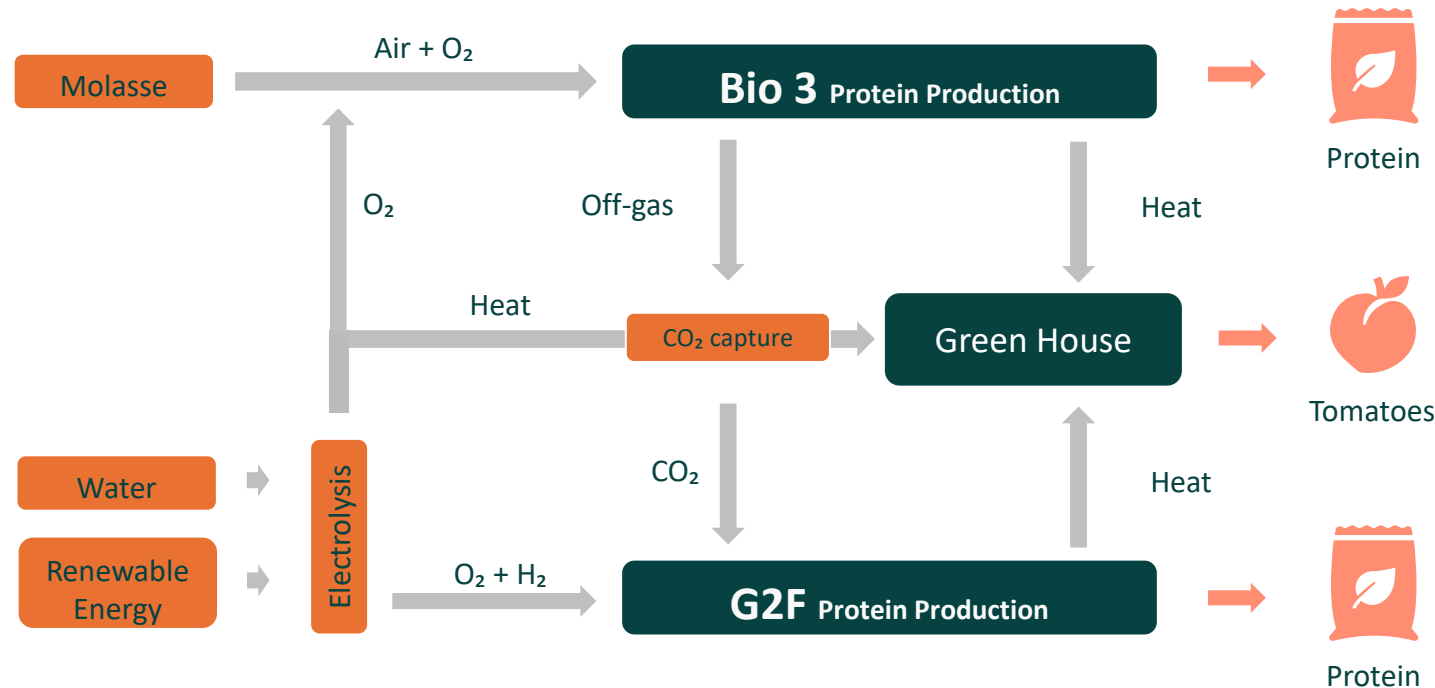 Molasse
Air + O₂
Bio 3 Protein Production
Protein
O₂
Off-gas
Heat
Heat
CO₂ capture
Green House
Tomatoes
Water
Renewable
Energy
Electrolysis
CO₂
Heat
O₂ + H₂
G2F Protein Production
Protein